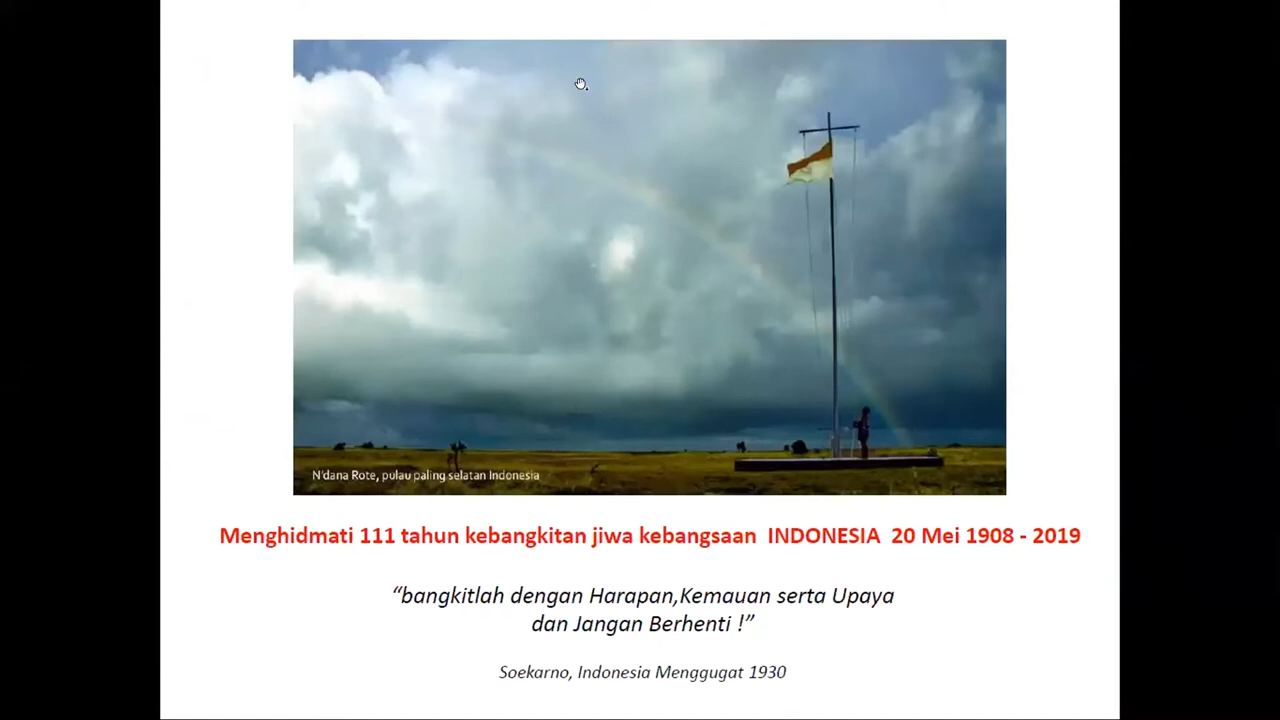 N'dana Rote, pulau paling selatan Indonesia
Menghidmati 111 tahun kebangkitan jiwa kebangsaan INDONESIA 20 Mei 1908 - 2019
“bangkitlah dengan Harapan,Kemauan serta Upaya
dan Jangan Berhenti !”
Soekarno, Indonesia Menggugat 1930